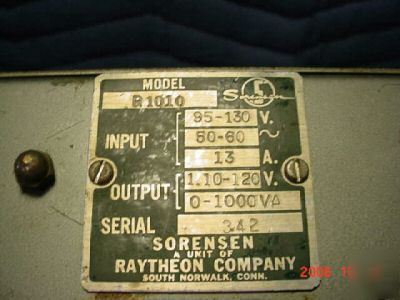 MODEL
R1010
S
Sorensen
95-130 V.
INPUT
50-60 ~
13 A.
OUTPUT
110-120 V.
0-1000 VA
SERIAL
342
SORENSEN
A UNIT OF
RAYTHEON COMPANY
SOUTH NORWALK, CONN.